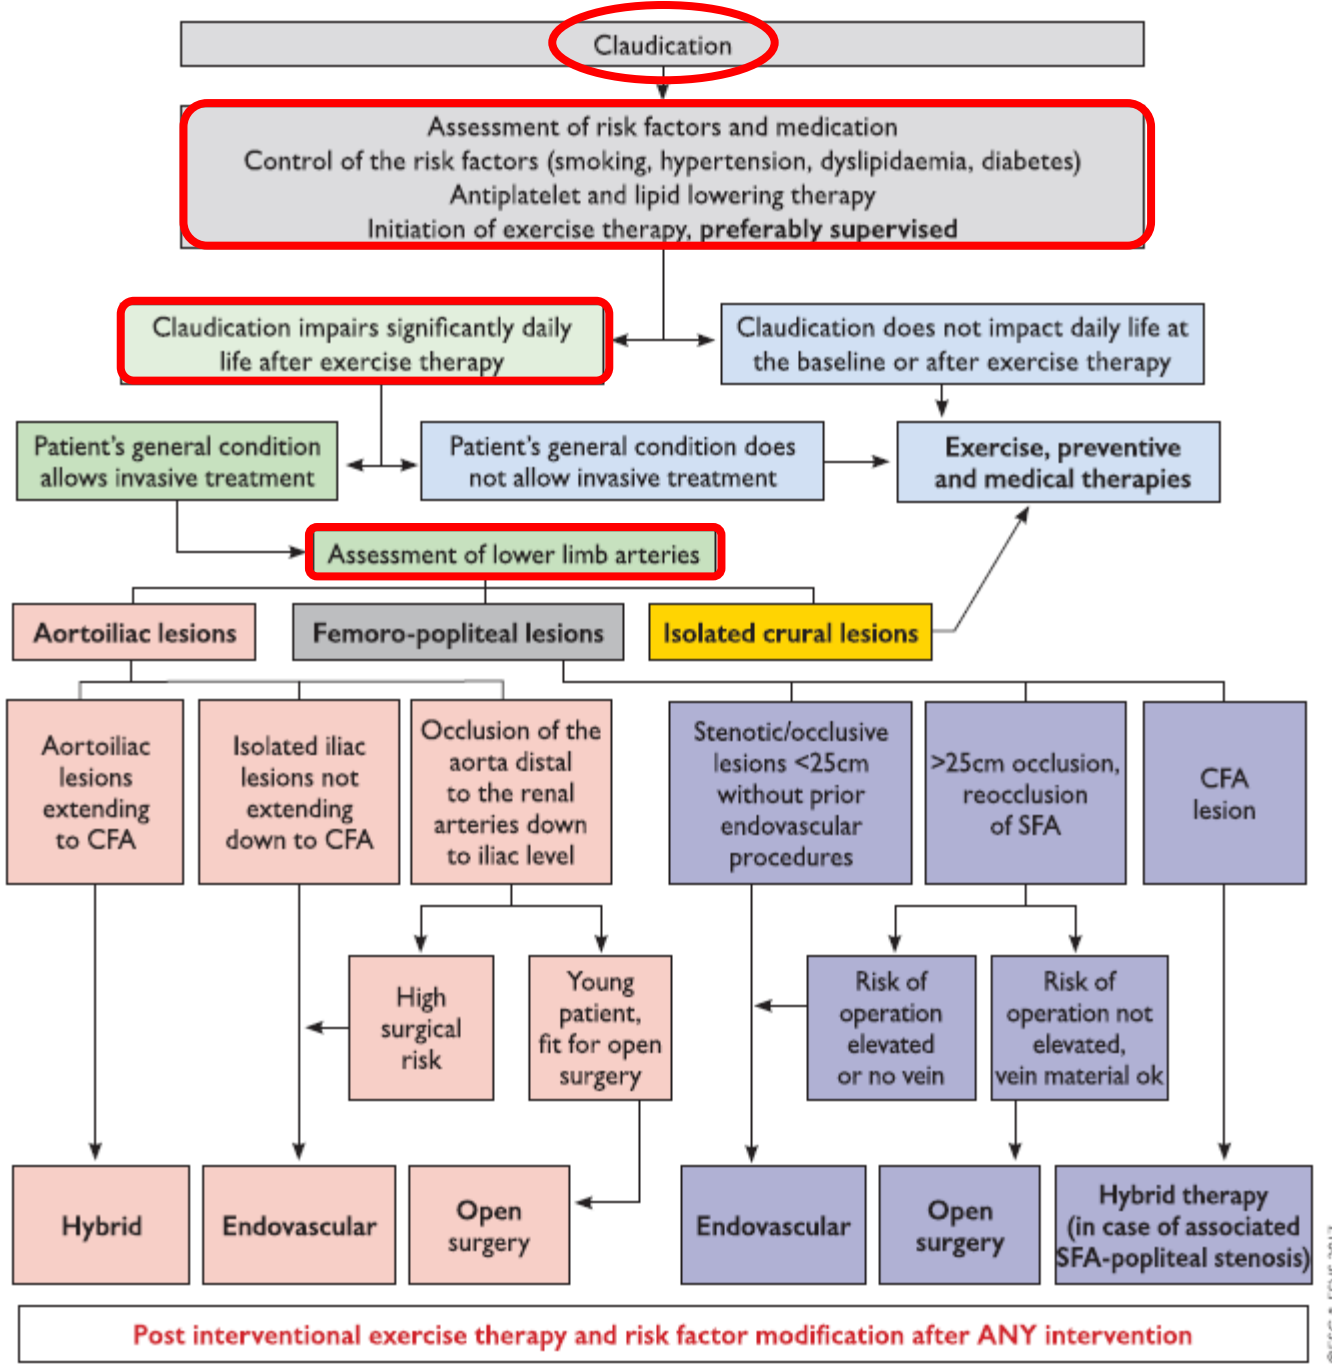 Claudication
Assessment of risk factors and medication
Control of the risk factors (smoking, hypertension, dyslipidaemia, diabetes)
Antiplatelet and lipid lowering therapy
Initiation of exercise therapy, preferably supervised
Claudication impairs significantly daily
life after exercise therapy
Claudication does not impact daily life at
the baseline or after exercise therapy
Patient's general condition
allows invasive treatment
Patient's general condition does
not allow invasive treatment
Exercise, preventive
and medical therapies
Assessment of lower limb arteries
Aortoiliac lesions
Femoro-popliteal lesions
Isolated crural lesions
Aortoiliac
lesions
extending
to CFA
Isolated iliac
lesions not
extending
down to CFA
Occlusion of the
aorta distal
to the renal
arteries down
to iliac level
Stenotic/occlusive
lesions <25cm
without prior
endovascular
procedures
>25cm occlusion,
reocclusion
of SFA
CFA
lesion
High
surgical
risk
Young
patient,
fit for open
surgery
Risk of
operation
elevated
or no vein
Risk of
operation not
elevated,
vein material ok
Hybrid
Endovascular
Open
surgery
Endovascular
Open
surgery
Hybrid therapy
(in case of associated
SFA-popliteal stenosis)
Post interventional exercise therapy and risk factor modification after ANY intervention